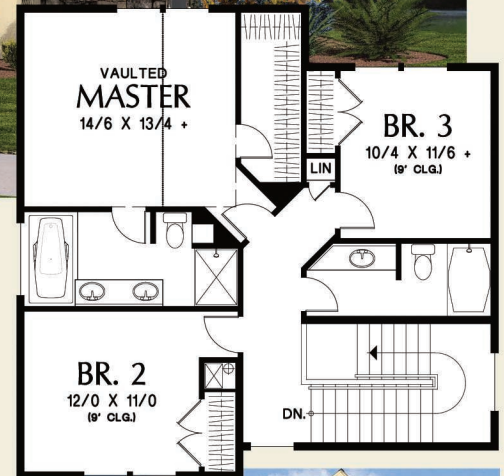 VAULTED
MASTER
14/6 X 13/4 +
BR. 3
10/4 X 11/6 +
(9' CLG.)
LIN
BR. 2
12/0 X 11/0
(9' CLG.)
DN.